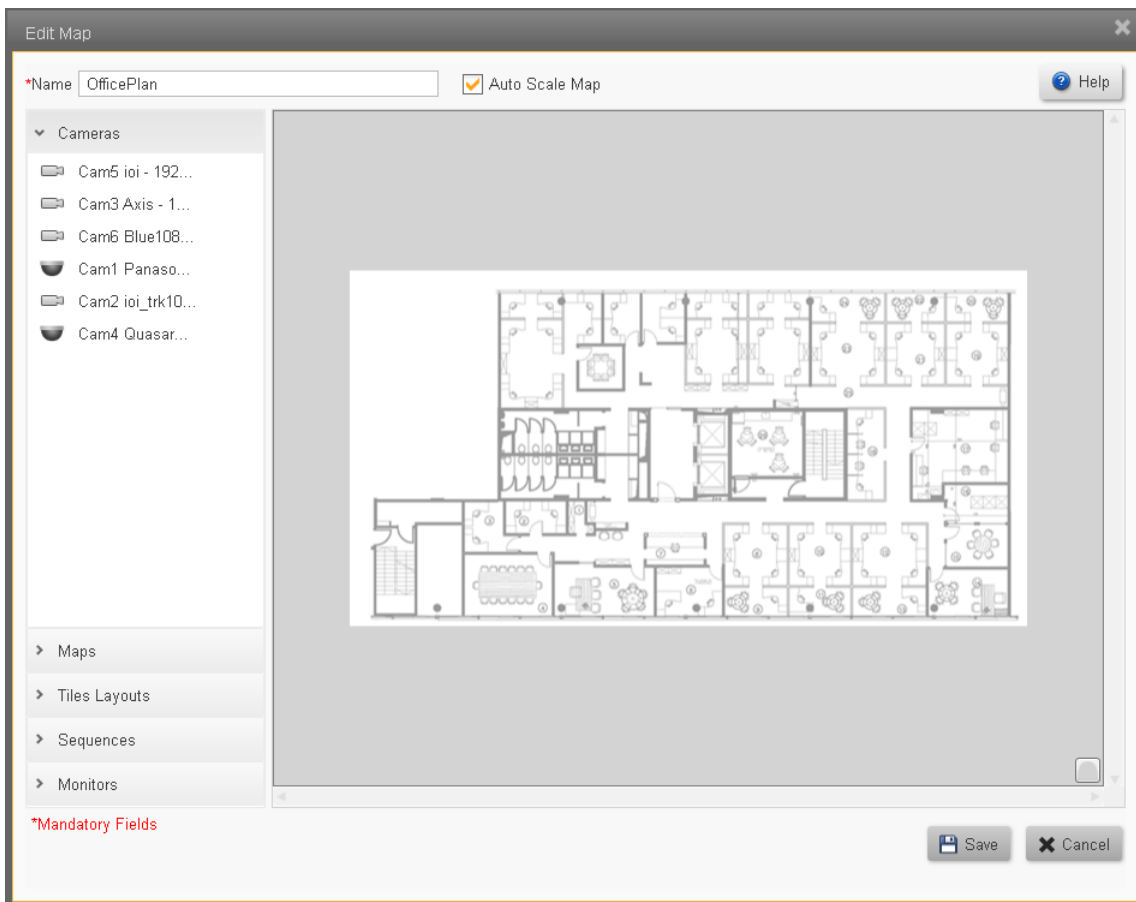 Edit Map
*Name OfficePlan Auto Scale Map Help
Cameras
Cam5 ioi - 192...
Cam3 Axis - 1...
Cam6 Blue108...
Cam1 Panaso...
Cam2 ioi_trk10...
Cam4 Quasar...
Maps
Tiles Layouts
Sequences
Monitors
*Mandatory Fields
Save Cancel